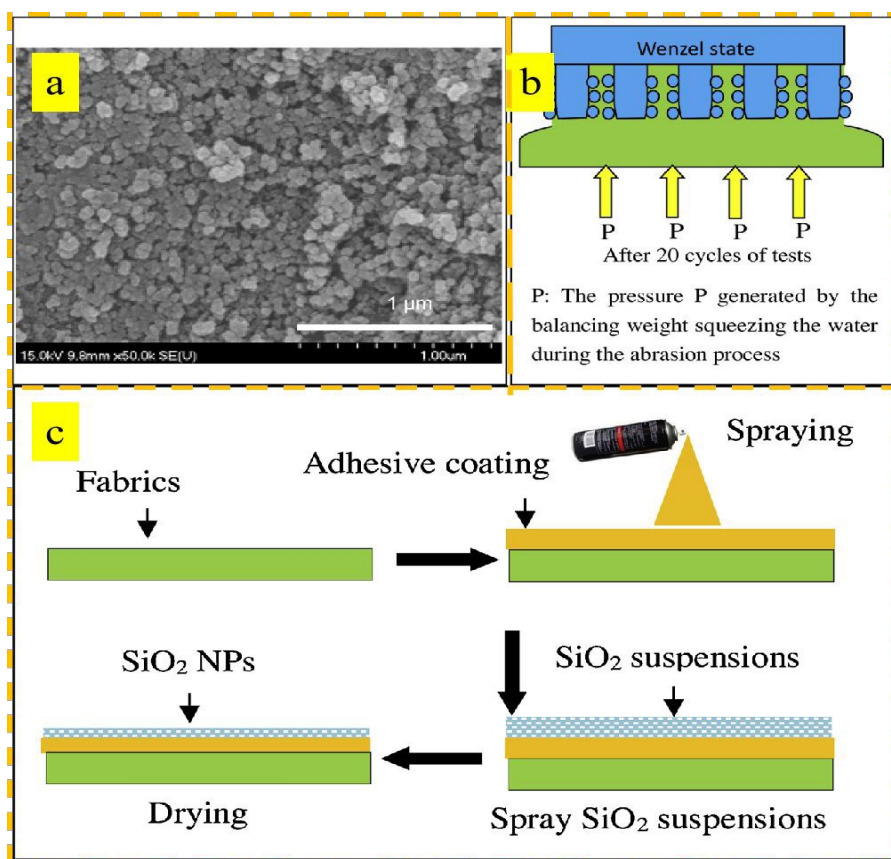 a
1 µm
15.0kV 9.8mm x50.0k SE(U)
1.00um
b
Wenzel state
P P P P
After 20 cycles of tests
P: The pressure P generated by the
balancing weight squeezing the water
during the abrasion process
c
Spraying
Adhesive coating
Fabrics
SiO₂ NPs
SiO₂ suspensions
Drying
Spray SiO₂ suspensions